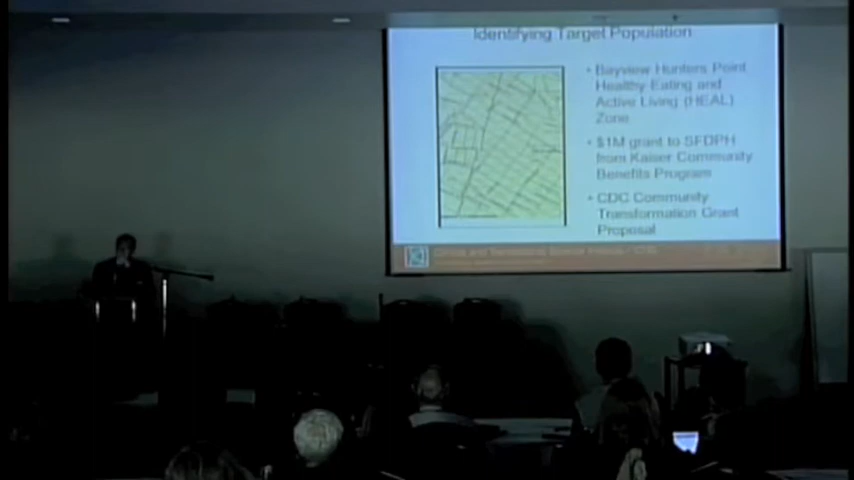 Identifying Target Population
• Bayview Hunters Point
Healthy Eating and
Active Living (HEAL)
Zone
• $1M grant to SFDPH
from Kaiser Community
Benefits Program
• CDC Community
Transformation Grant
Proposal